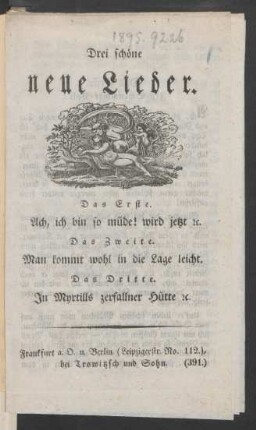 1895.9226
Drei schöne
neue Lieder.
Das Erste.
Ach, ich bin so müde! wird jetzt ꝛc.
Das Zweite.
Man kommt wohl in die Lage leicht.
Das Dritte.
In Myrtills zerfallner Hütte ꝛc.
Frankfurt a. O. u. Berlin (Leipzigerstr. No. 112.),
bei Trowitzsch und Sohn. (391.)